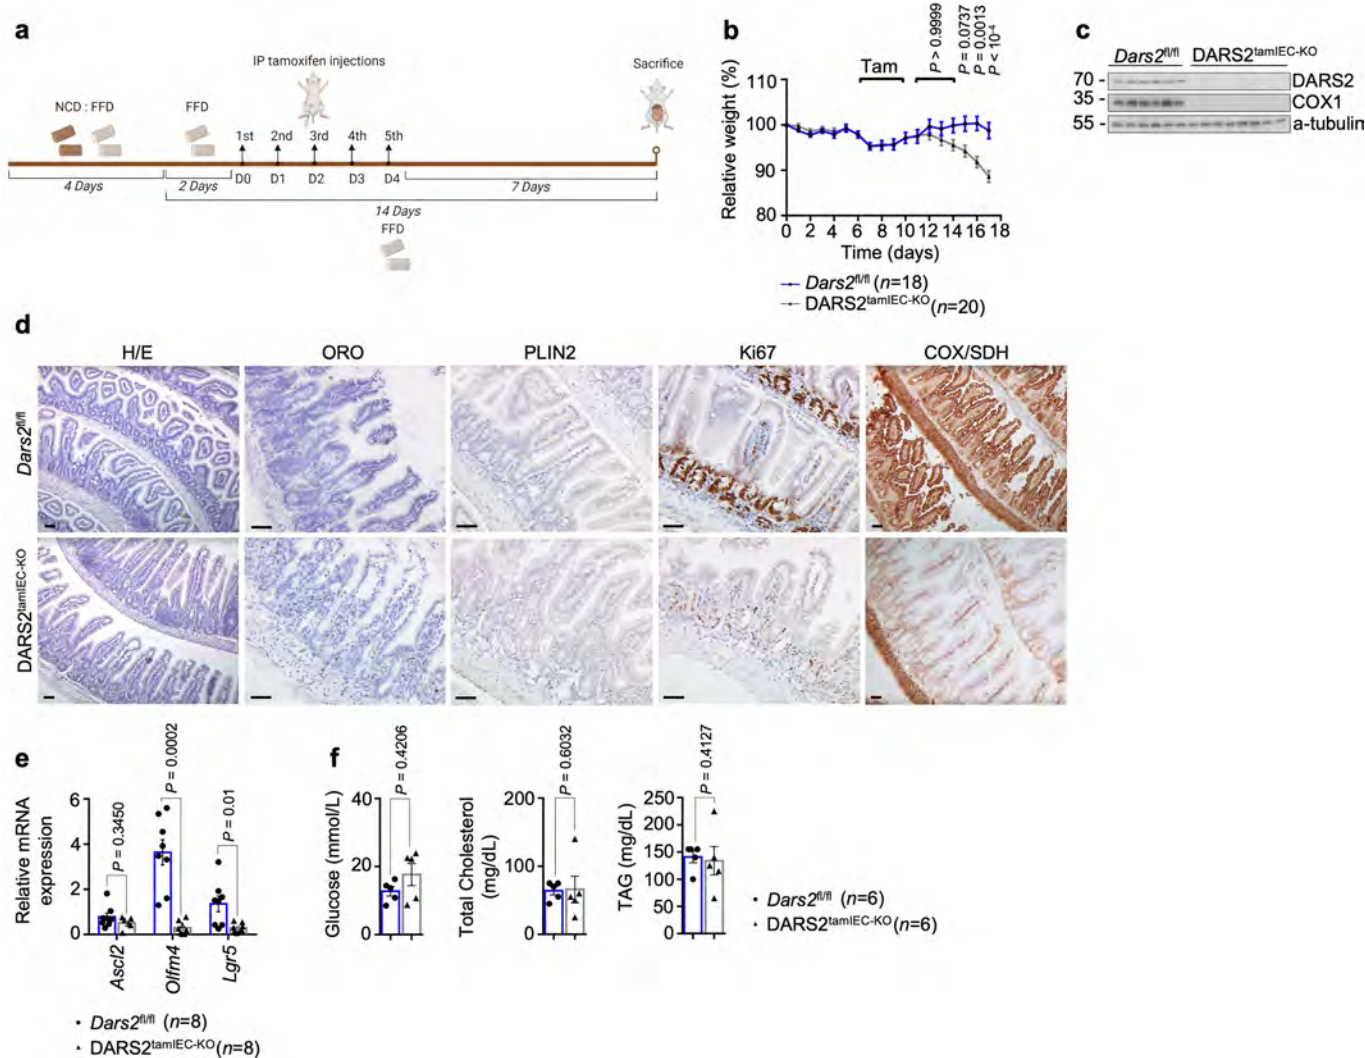 a
IP tamoxifen injections
Sacrifice
NCD : FFD
FFD
1st 2nd 3rd 4th 5th
D0 D1 D2 D3 D4
4 Days
2 Days
7 Days
14 Days
FFD
b
P > 0.9999
P = 0.0737
P = 0.0013
P < 10⁻⁴
Tam
Relative weight (%)
110
100
90
80
0 2 4 6 8 10 12 14 16 18
Time (days)
Dars2fl/fl (n=18)
DARS2tamIEC-KO (n=20)
c
Dars2fl/fl DARS2tamIEC-KO
70 - DARS2
35 - COX1
55 - a-tubulin
d
H/E ORO PLIN2 Ki67 COX/SDH
Dars2fl/fl
DARS2tamIEC-KO
e
Relative mRNA expression
6
4
2
0
P = 0.3450
P = 0.0002
P = 0.01
Ascl2 Olfm4 Lgr5
Dars2fl/fl (n=8)
DARS2tamIEC-KO (n=8)
f
Glucose (mmol/L)
40
20
0
P = 0.4206
Total Cholesterol
(mg/dL)
200
150
100
50
0
P = 0.6032
TAG (mg/dL)
250
200
150
100
50
0
P = 0.4127
Dars2fl/fl (n=6)
DARS2tamIEC-KO (n=6)